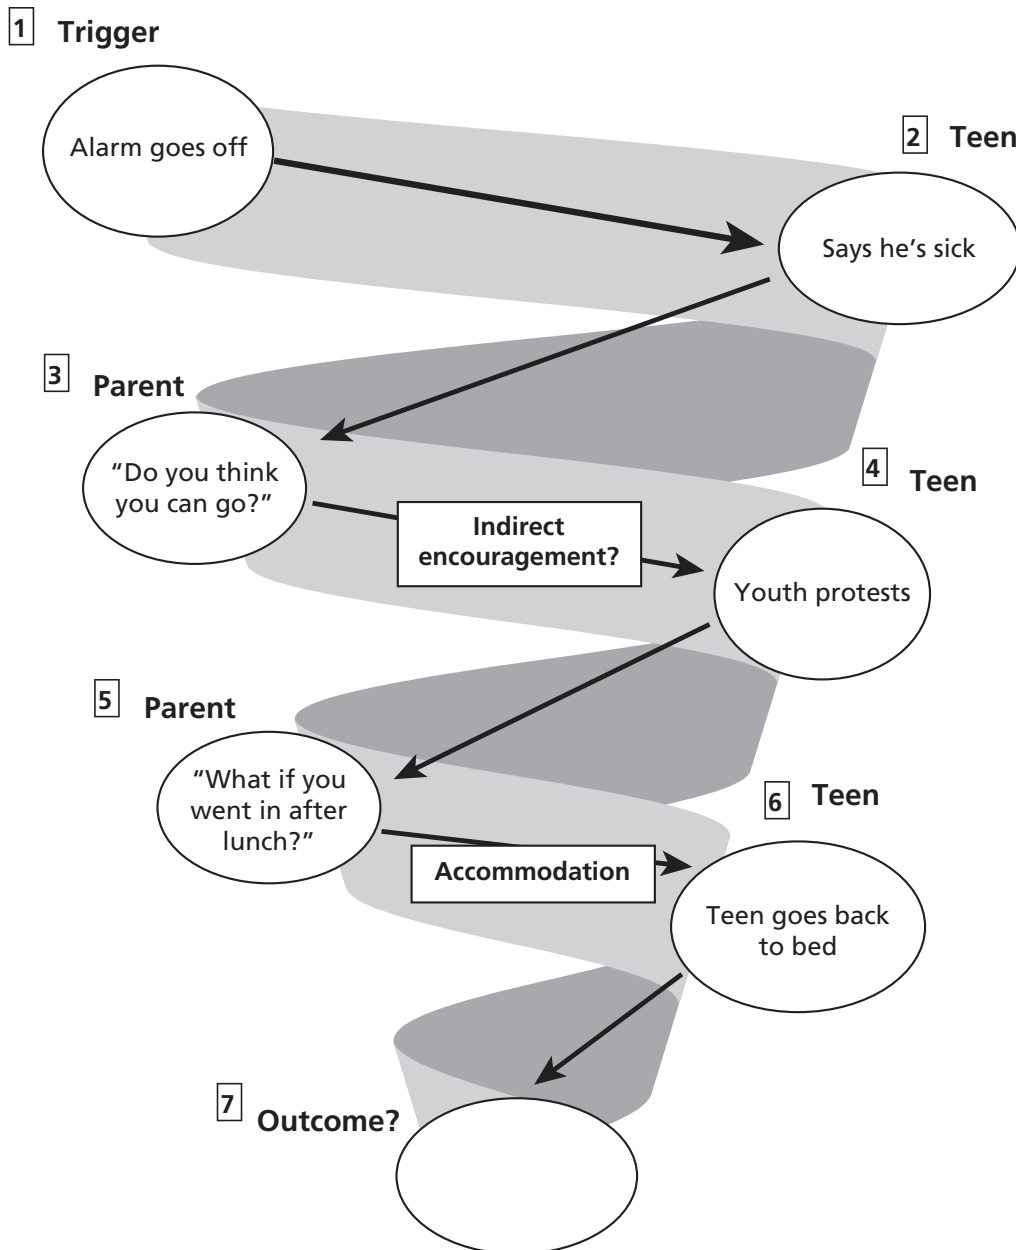 1 Trigger
Alarm goes off
2 Teen
Says he’s sick
3 Parent
“Do you think
you can go?”
Indirect
encouragement?
4 Teen
Youth protests
5 Parent
“What if you
went in after
lunch?”
Accommodation
6 Teen
Teen goes back
to bed
7 Outcome?